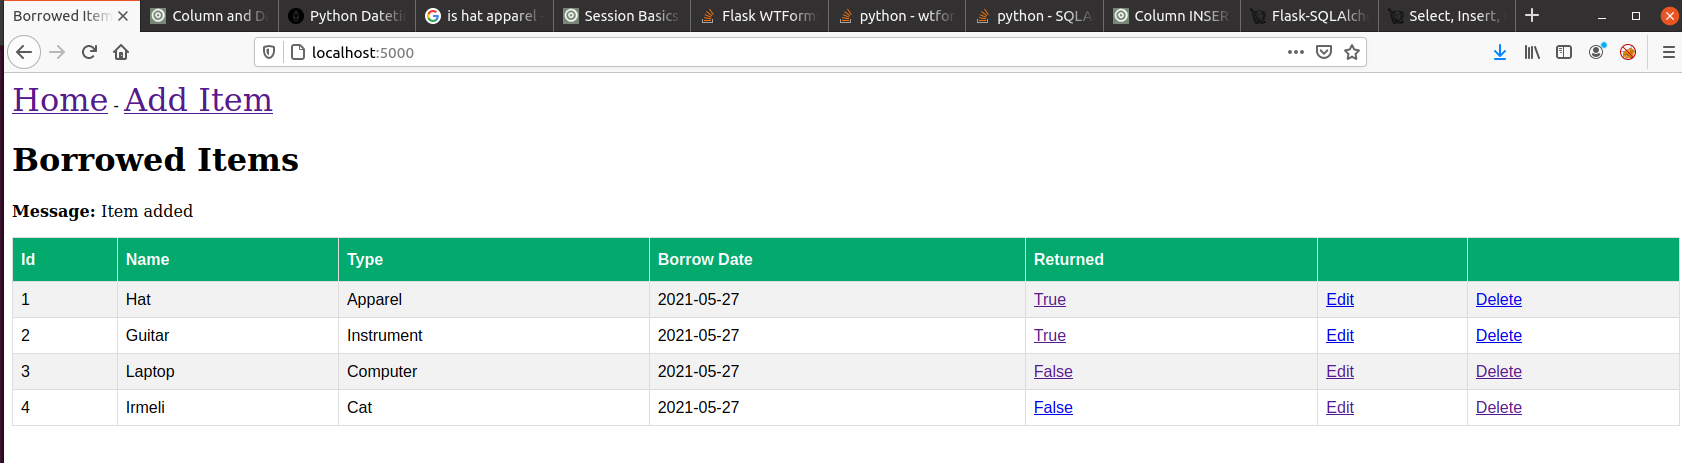 Borrowed Item Column and Da Python Dateti is hat apparel - Session Basics Flask WTForm python - wtfor python - SQLA Column INSER Flask-SQLAlch Select, Insert,
localhost:5000
Home - Add Item
Borrowed Items
Message: Item added
Id Name Type Borrow Date Returned
1 Hat Apparel 2021-05-27 True Edit Delete
2 Guitar Instrument 2021-05-27 True Edit Delete
3 Laptop Computer 2021-05-27 False Edit Delete
4 Irmeli Cat 2021-05-27 False Edit Delete